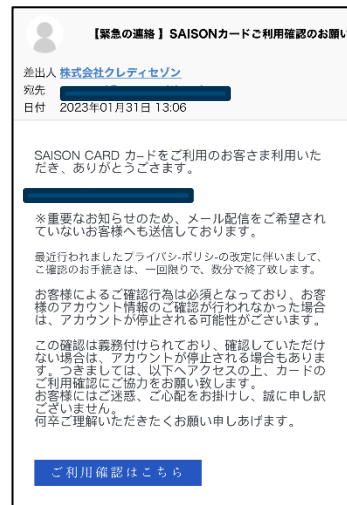 【緊急の連絡 】SAISONカードご利用確認のお願い
差出人 株式会社クレディセゾン
宛先
日付 2023年01月31日 13:06
SAISON CARD カ−ドをご利用のお客さま利用いた
だき、ありがとうござます。
※重要なお知らせのため、メール配信をご希望され
ていないお客様へも送信しております。
最近行われましたプライバシ-ポリシ-の改定に伴いまして、
ご確認のお手続きは、一回限りで、数分で終了致します。
お客様によるご確認行為は必須となっており、お客
様のアカウント情報のご確認が行われなかった場合
は、アカウントが停止される可能性がございます。
この確認は義務付けられており、確認していただけ
ない場合は、アカウントが停止される場合もありま
す。つきましては、以下へアクセスの上、カードの
ご利用確認にご協力をお願い致します。
お客様にはご迷惑、ご心配をお掛けし、誠に申し訳
ございません。
何卒ご理解いただきたくお願い申しあげます。
ご利用確認はこちら